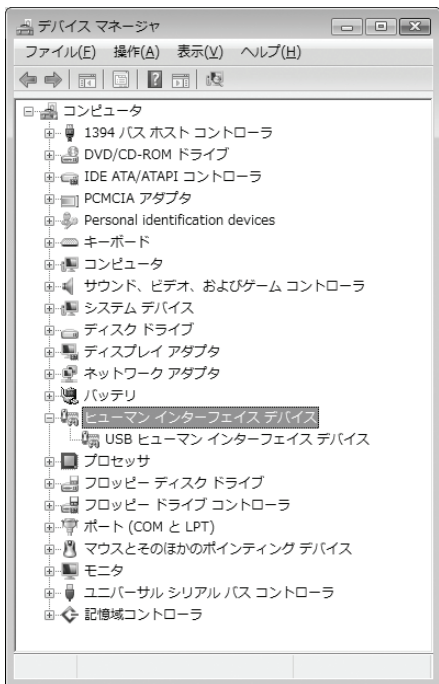 デバイス マネージャ
ファイル(F) 操作(A) 表示(V) ヘルプ(H)
コンピュータ
1394 バス ホスト コントローラ
DVD/CD-ROM ドライブ
IDE ATA/ATAPI コントローラ
PCMCIA アダプタ
Personal identification devices
キーボード
コンピュータ
サウンド、ビデオ、およびゲーム コントローラ
システム デバイス
ディスク ドライブ
ディスプレイ アダプタ
ネットワーク アダプタ
バッテリ
ヒューマン インターフェイス デバイス
USB ヒューマン インターフェイス デバイス
プロセッサ
フロッピー ディスク ドライブ
フロッピー ドライブ コントローラ
ポート (COM と LPT)
マウスとそのほかのポインティング デバイス
モニタ
ユニバーサル シリアル バス コントローラ
記憶域コントローラ